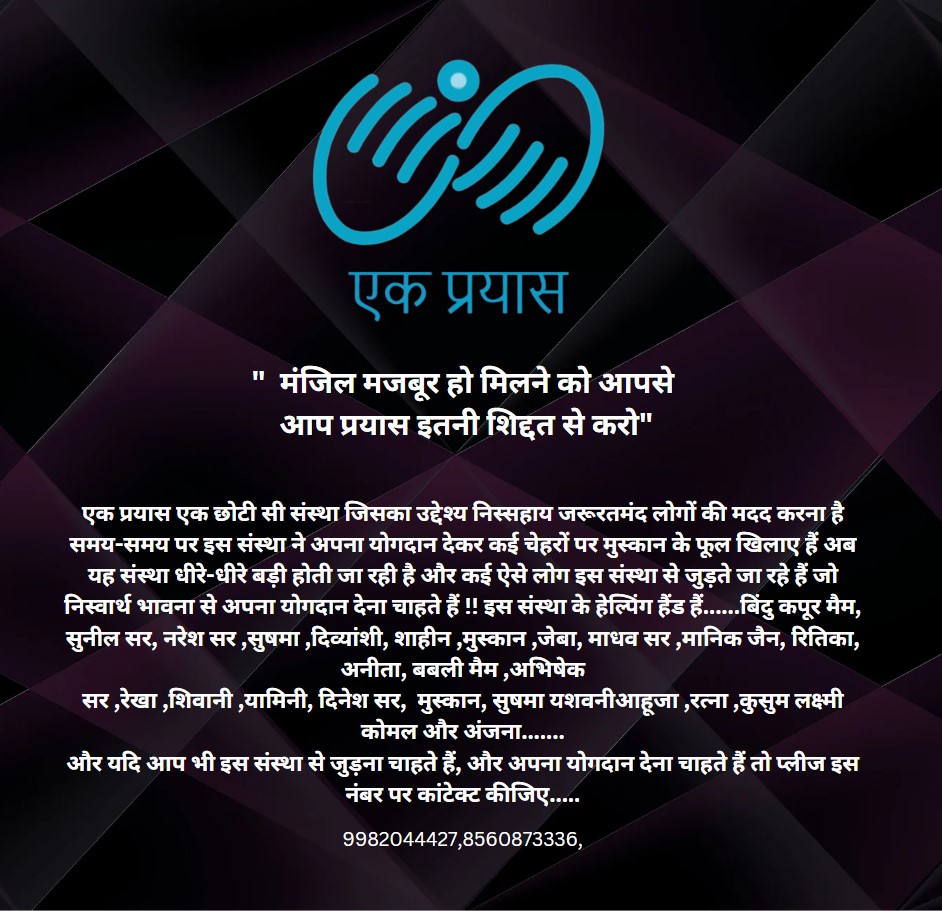 एक प्रयास
" मंजिल मजबूर हो मिलने को आपसे
आप प्रयास इतनी शिद्दत से करो"
एक प्रयास एक छोटी सी संस्था जिसका उद्देश्य निस्सहाय जरूरतमंद लोगों की मदद करना है
समय-समय पर इस संस्था ने अपना योगदान देकर कई चेहरों पर मुस्कान के फूल खिलाए हैं अब
यह संस्था धीरे-धीरे बड़ी होती जा रही है और कई ऐसे लोग इस संस्था से जुड़ते जा रहे हैं जो
निस्वार्थ भावना से अपना योगदान देना चाहते हैं !! इस संस्था के हेल्पिंग हैंड हैं......बिंदु कपूर मैम,
सुनील सर, नरेश सर ,सुषमा ,दिव्यांशी, शाहीन ,मुस्कान ,जेबा, माधव सर ,मानिक जैन, रितिका,
अनीता, बबली मैम ,अभिषेक
सर ,रेखा ,शिवानी ,यामिनी, दिनेश सर, मुस्कान, सुषमा यशवनीआहूजा ,रत्ना ,कुसुम लक्ष्मी
कोमल और अंजना.......
और यदि आप भी इस संस्था से जुड़ना चाहते हैं, और अपना योगदान देना चाहते हैं तो प्लीज इस
नंबर पर कांटेक्ट कीजिए.....
9982044427,8560873336,